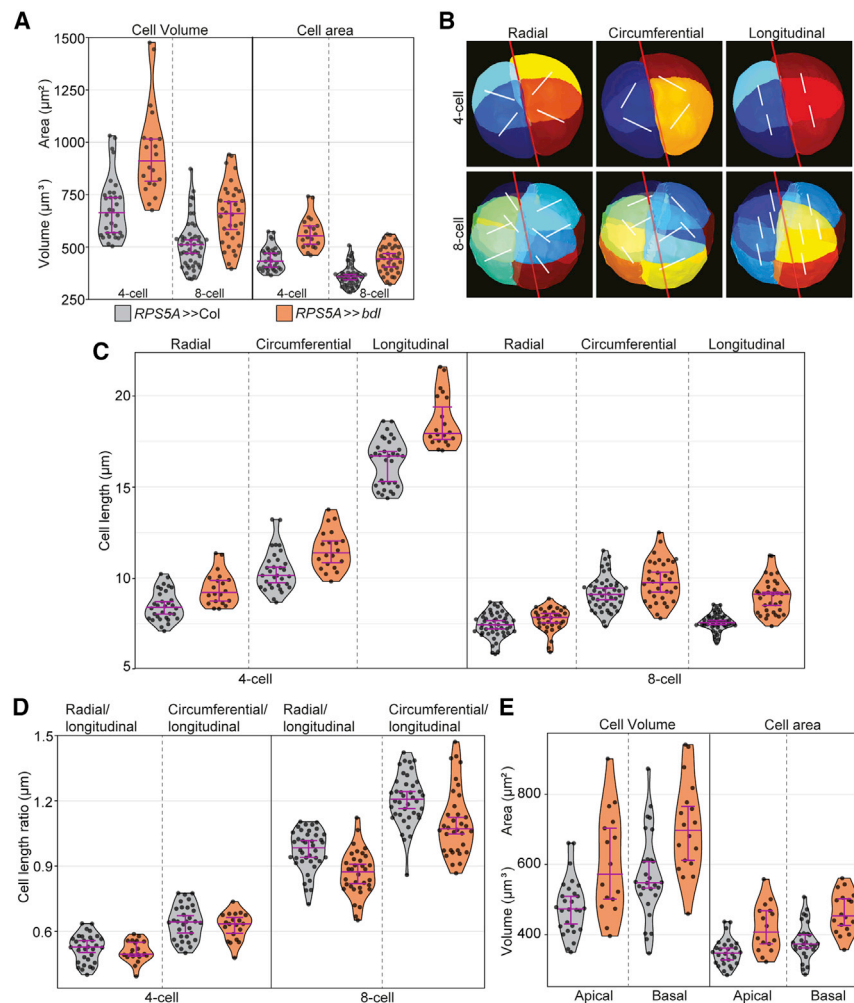 A
Cell Volume
Cell area
Area (µm²)
Volume (µm³)
1500
1250
1000
750
500
250
4-cell
8-cell
4-cell
8-cell
RPS5A>>Col
RPS5A>>bdl
B
Radial
Circumferential
Longitudinal
4-cell
8-cell
C
Radial
Circumferential
Longitudinal
Radial
Circumferential
Longitudinal
Cell length (µm)
20
15
10
5
4-cell
8-cell
D
Radial/
longitudinal
Circumferential/
longitudinal
Radial/
longitudinal
Circumferential/
longitudinal
Cell length ratio (µm)
1.5
1.2
0.9
0.6
4-cell
8-cell
E
Cell Volume
Cell area
Area (µm²)
Volume (µm³)
800
600
400
Apical
Basal
Apical
Basal